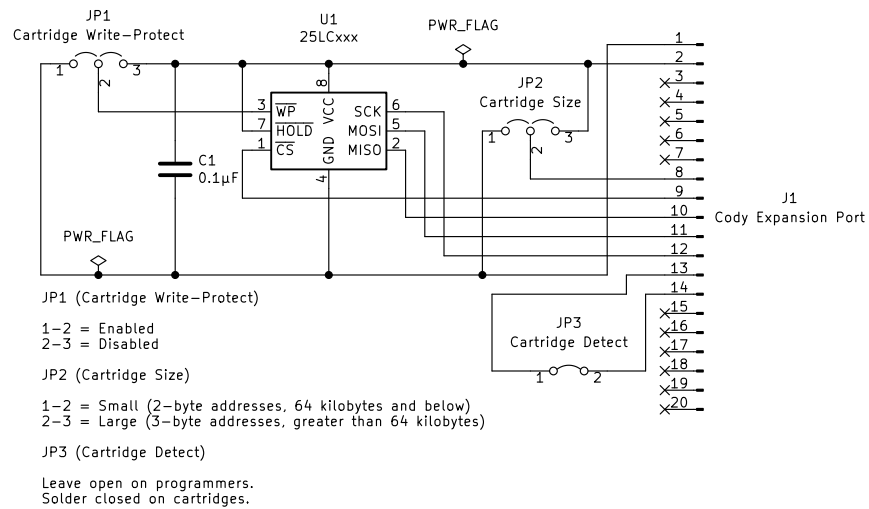 JP1
Cartridge Write-Protect
1
2
3
U1
25LCxxx
PWR_FLAG
8
VCC
3
WP
7
HOLD
1
CS
SCK
6
MOSI
5
MISO
2
GND
4
C1
0.1µF
JP2
Cartridge Size
1
2
3
PWR_FLAG
1
2
3
4
5
6
7
8
9
10
11
12
13
14
15
16
17
18
19
20
J1
Cody Expansion Port
JP3
Cartridge Detect
1
2
JP1 (Cartridge Write-Protect)
1-2 = Enabled
2-3 = Disabled
JP2 (Cartridge Size)
1-2 = Small (2-byte addresses, 64 kilobytes and below)
2-3 = Large (3-byte addresses, greater than 64 kilobytes)
JP3 (Cartridge Detect)
Leave open on programmers.
Solder closed on cartridges.